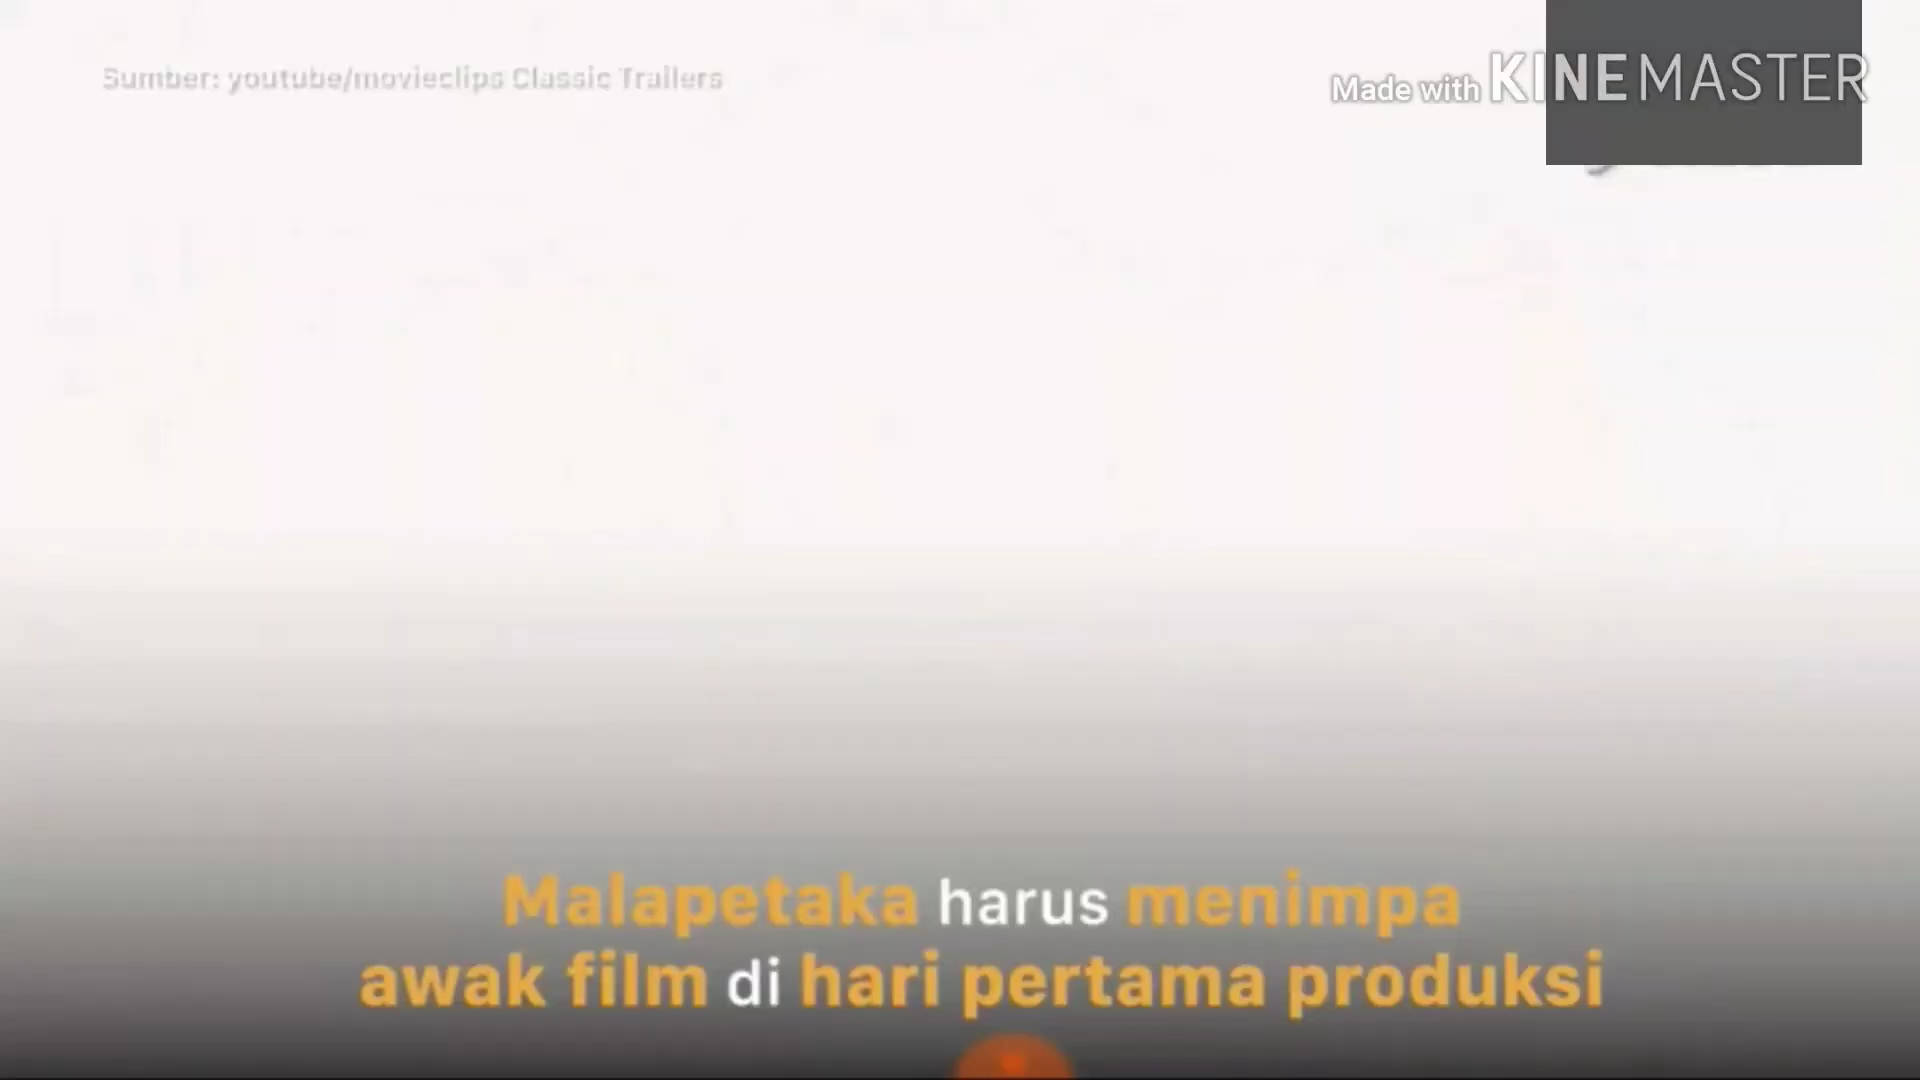 Sumber: youtube/movieclips Classic Trailers
Made with KINEMASTER
Malapetaka harus menimpa
awak film di hari pertama produksi